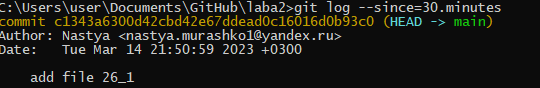 C:\Users\user\Documents\GitHub\laba2>git log --since=30.minutes
commit c1343a6300d42cbd42e67ddead0c16016d0b93c0 (HEAD -> main)
Author: Nastya <nastya.murashko1@yandex.ru>
Date:   Tue Mar 14 21:50:59 2023 +0300
    add file 26_1